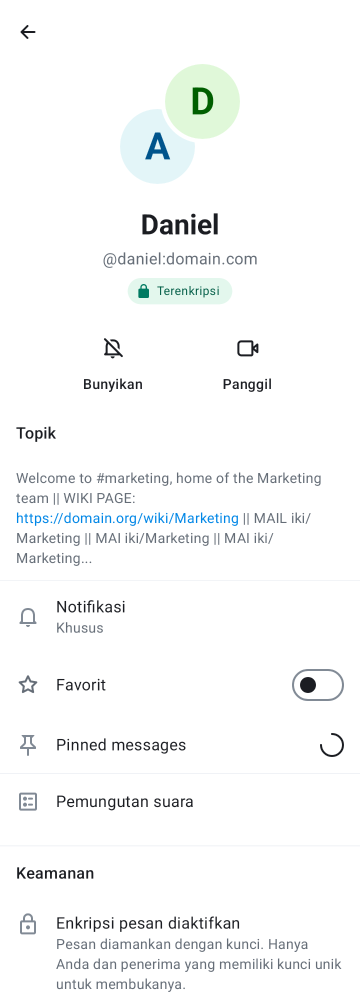 D
A
Daniel
@daniel:domain.com
Terenkripsi
Bunyikan
Panggil
Topik
Welcome to #marketing, home of the Marketing
team || WIKI PAGE:
https://domain.org/wiki/Marketing || MAIL iki/
Marketing || MAI iki/Marketing || MAI iki/
Marketing...
Notifikasi
Khusus
Favorit
Pinned messages
Pemungutan suara
Keamanan
Enkripsi pesan diaktifkan
Pesan diamankan dengan kunci. Hanya
Anda dan penerima yang memiliki kunci unik
untuk membukanya.